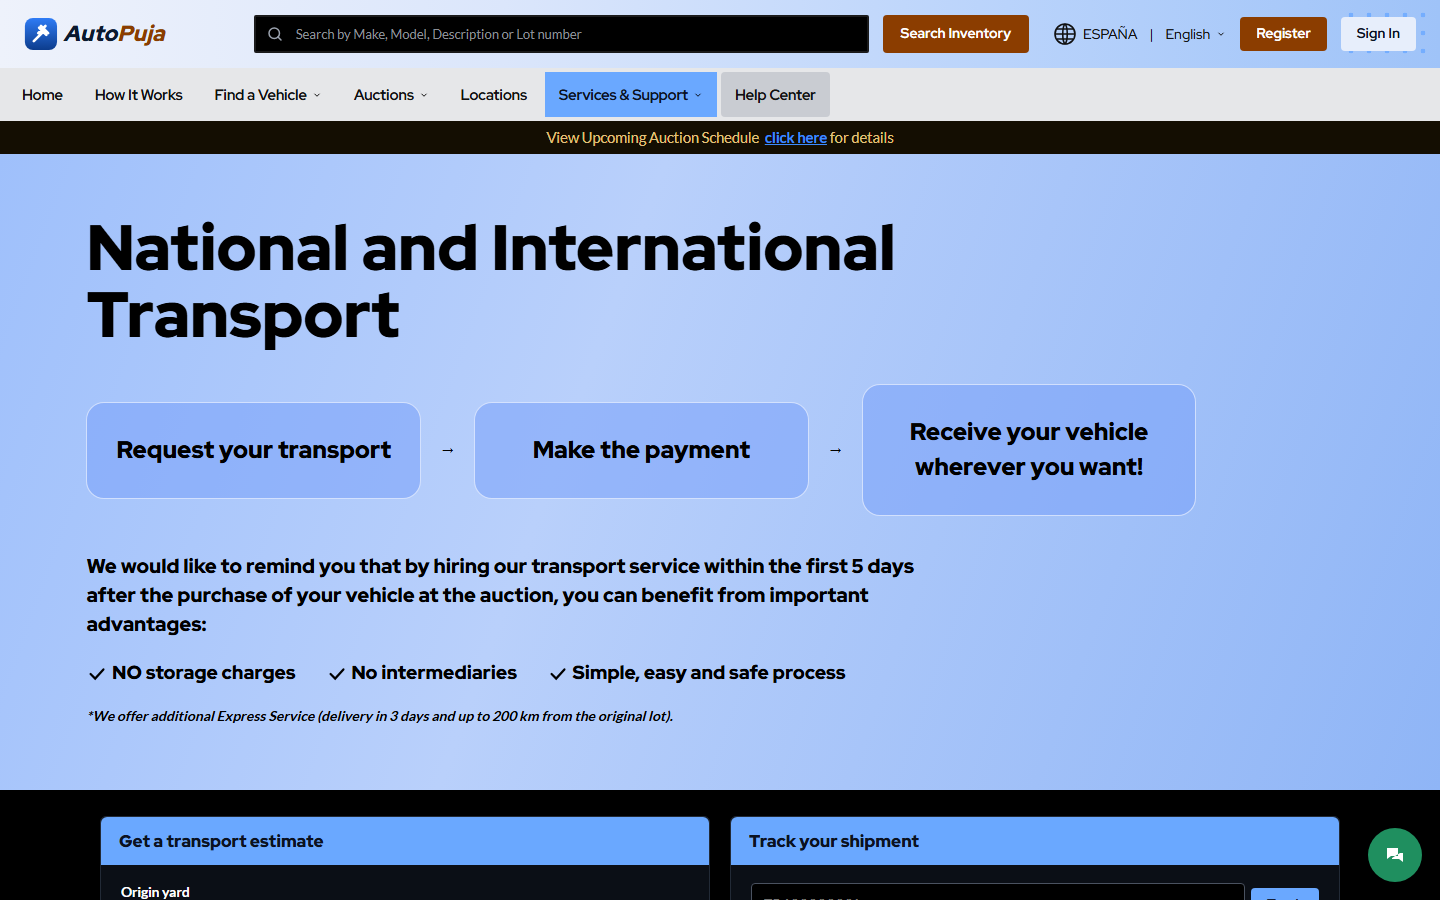 AutoPuja
Search by Make, Model, Description or Lot number
Search Inventory
ESPAÑA | English
Register
Sign In
Home
How It Works
Find a Vehicle
Auctions
Locations
Services & Support
Help Center
View Upcoming Auction Schedule click here for details
National and International
Transport
Request your transport
→
Make the payment
→
Receive your vehicle
wherever you want!
We would like to remind you that by hiring our transport service within the first 5 days
after the purchase of your vehicle at the auction, you can benefit from important
advantages:
NO storage charges
No intermediaries
Simple, easy and safe process
*We offer additional Express Service (delivery in 3 days and up to 200 km from the original lot).
Get a transport estimate
Track your shipment
Origin yard